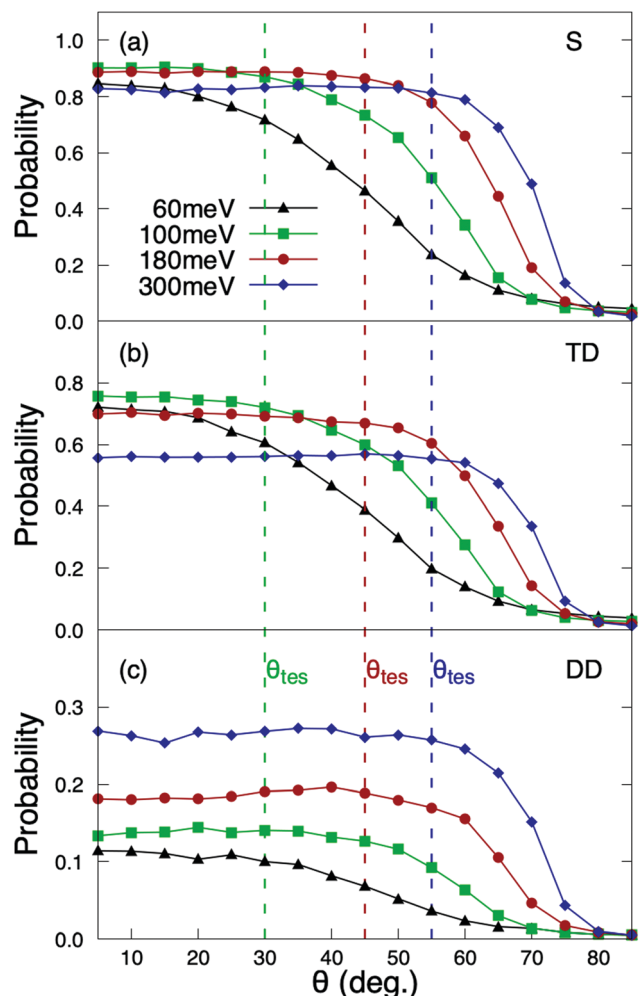 (a) S
1.0
0.8
0.6
0.4
0.2
0.0
Probability
60meV
100meV
180meV
300meV
(b) TD
0.8
0.6
0.4
0.2
0.0
Probability
(c) DD
θtes θtes θtes
0.3
0.2
0.1
0.0
Probability
10 20 30 40 50 60 70 80
θ (deg.)